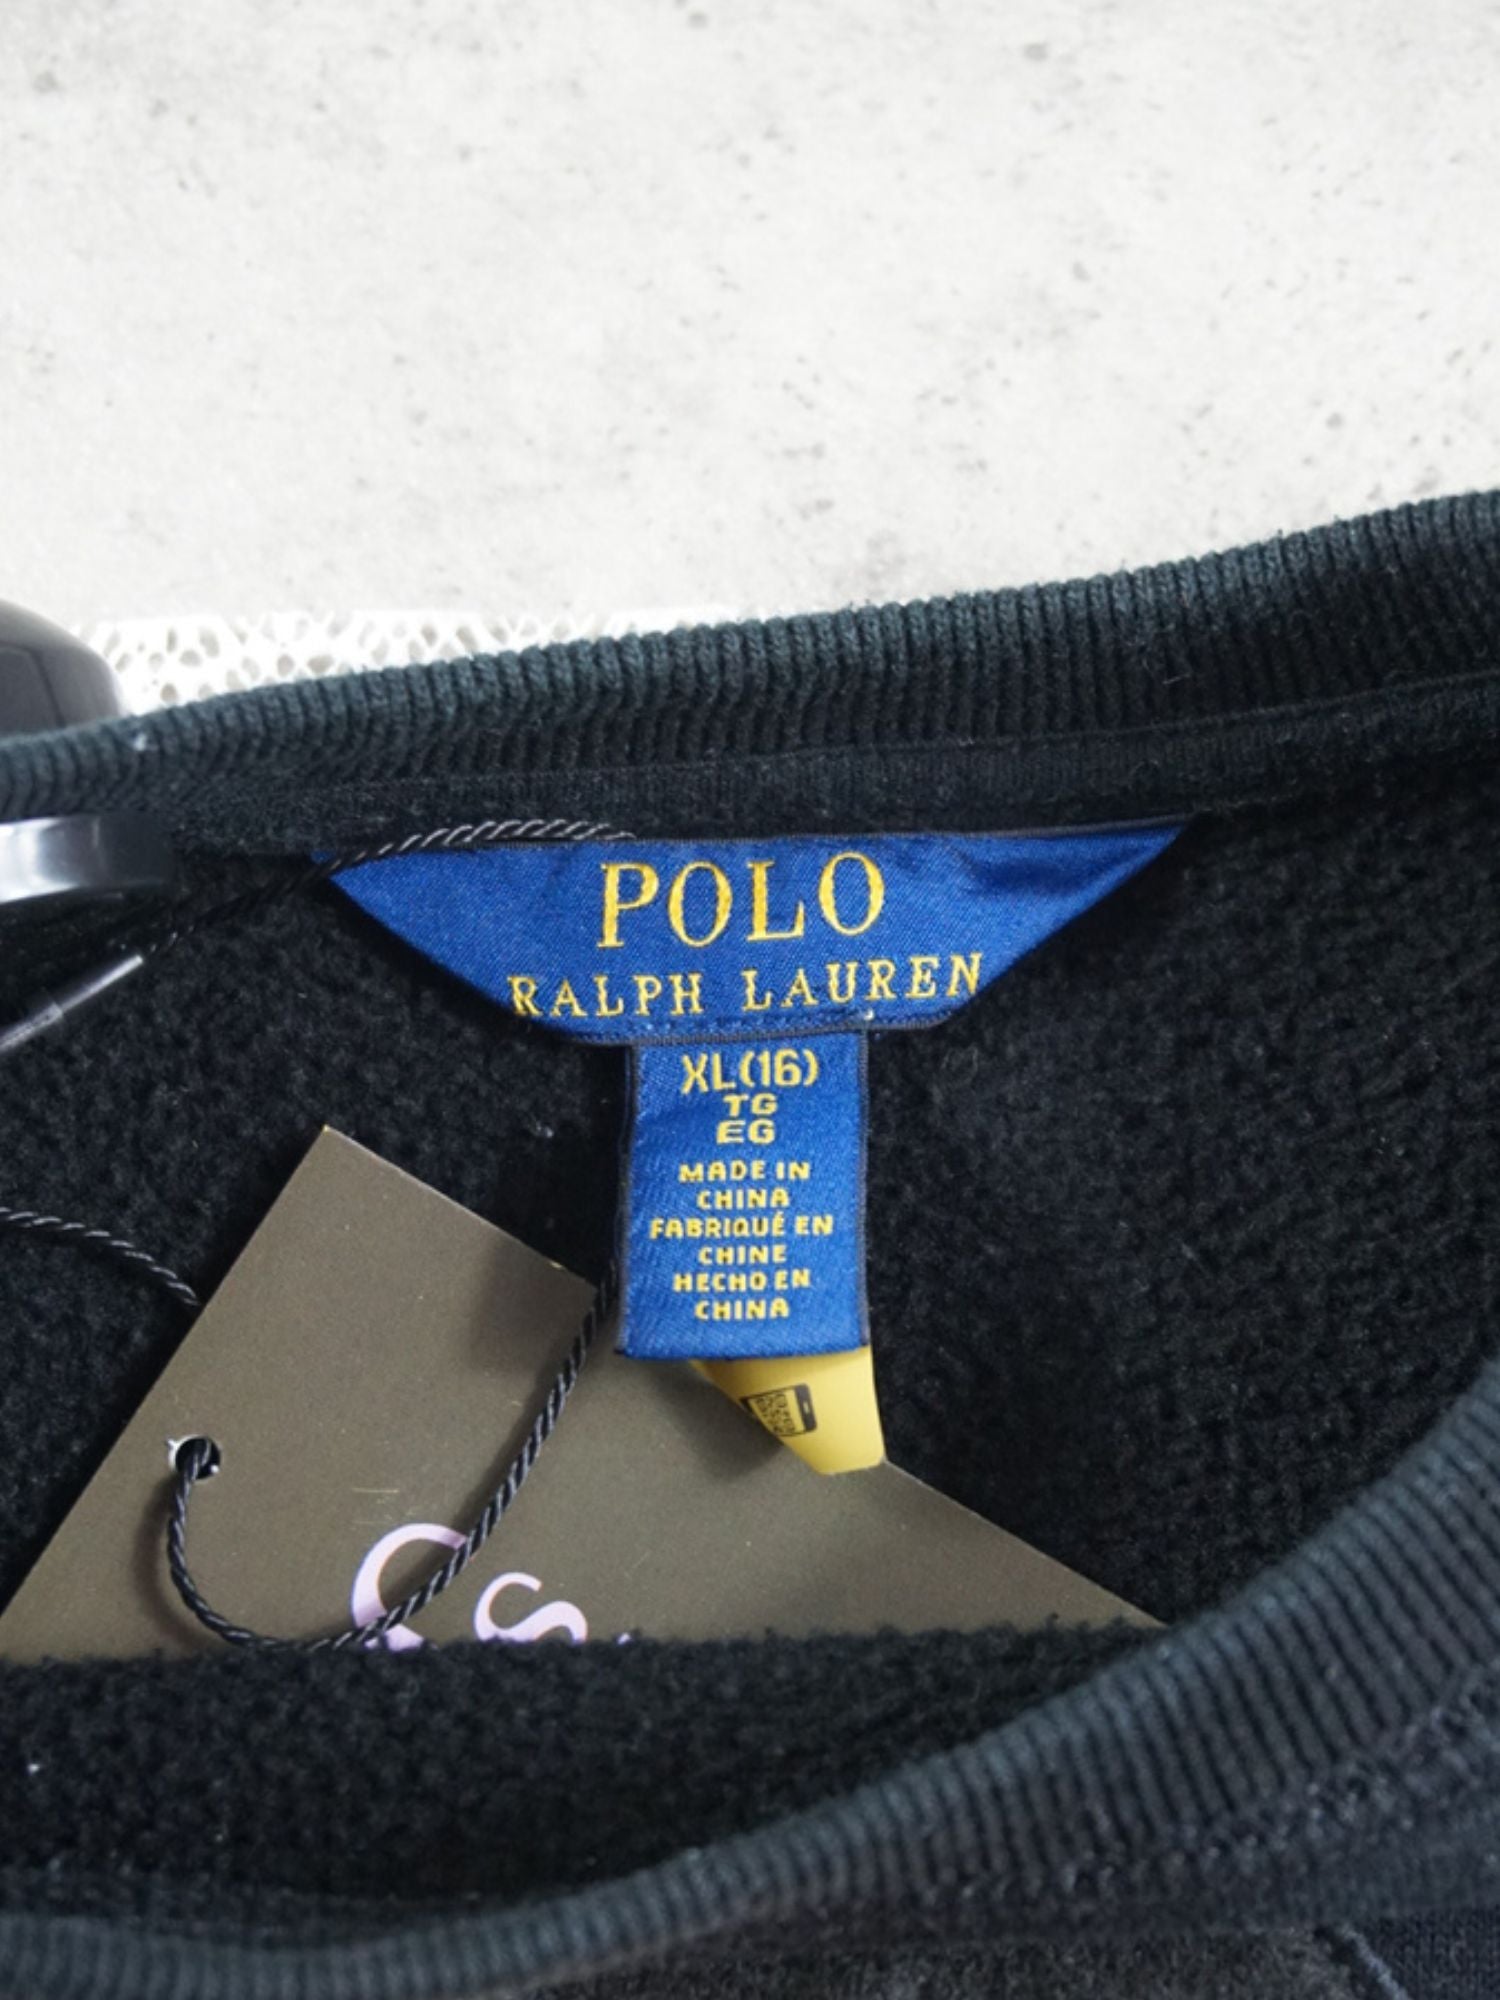 POLO
RALPH LAUREN
XL(16)
TG
EG
MADE IN
CHINA
FABRIQUÉ EN
CHINE
HECHO EN
CHINA